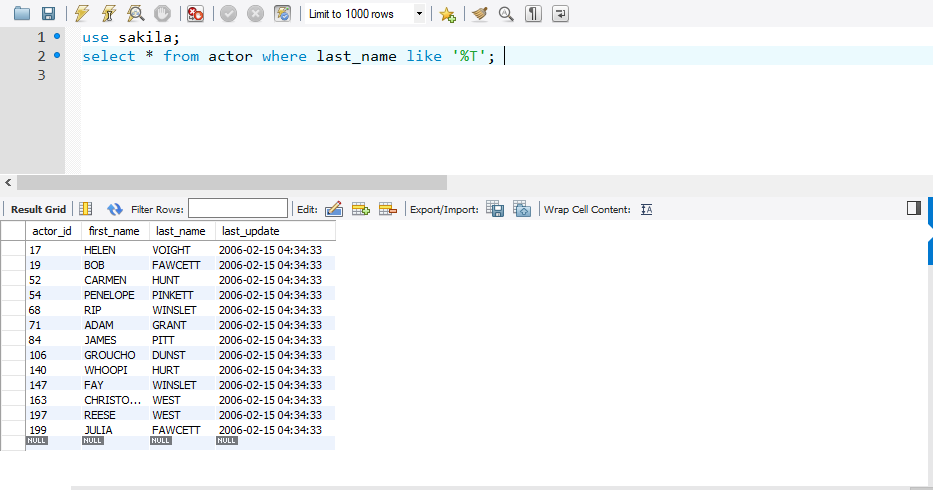 Limit to 1000 rows
1 use sakila;
2 select * from actor where last_name like '%T';
3
Result Grid Filter Rows: Edit: Export/Import: Wrap Cell Content:
actor_id first_name last_name last_update
17 HELEN VOIGHT 2006-02-15 04:34:33
19 BOB FAWCETT 2006-02-15 04:34:33
52 CARMEN HUNT 2006-02-15 04:34:33
54 PENELOPE PINKETT 2006-02-15 04:34:33
68 RIP WINSLET 2006-02-15 04:34:33
71 ADAM GRANT 2006-02-15 04:34:33
84 JAMES PITT 2006-02-15 04:34:33
106 GROUCHO DUNST 2006-02-15 04:34:33
140 WHOOPI HURT 2006-02-15 04:34:33
147 FAY WINSLET 2006-02-15 04:34:33
163 CHRISTO... WEST 2006-02-15 04:34:33
197 REESE WEST 2006-02-15 04:34:33
199 JULIA FAWCETT 2006-02-15 04:34:33
NULL NULL NULL NULL